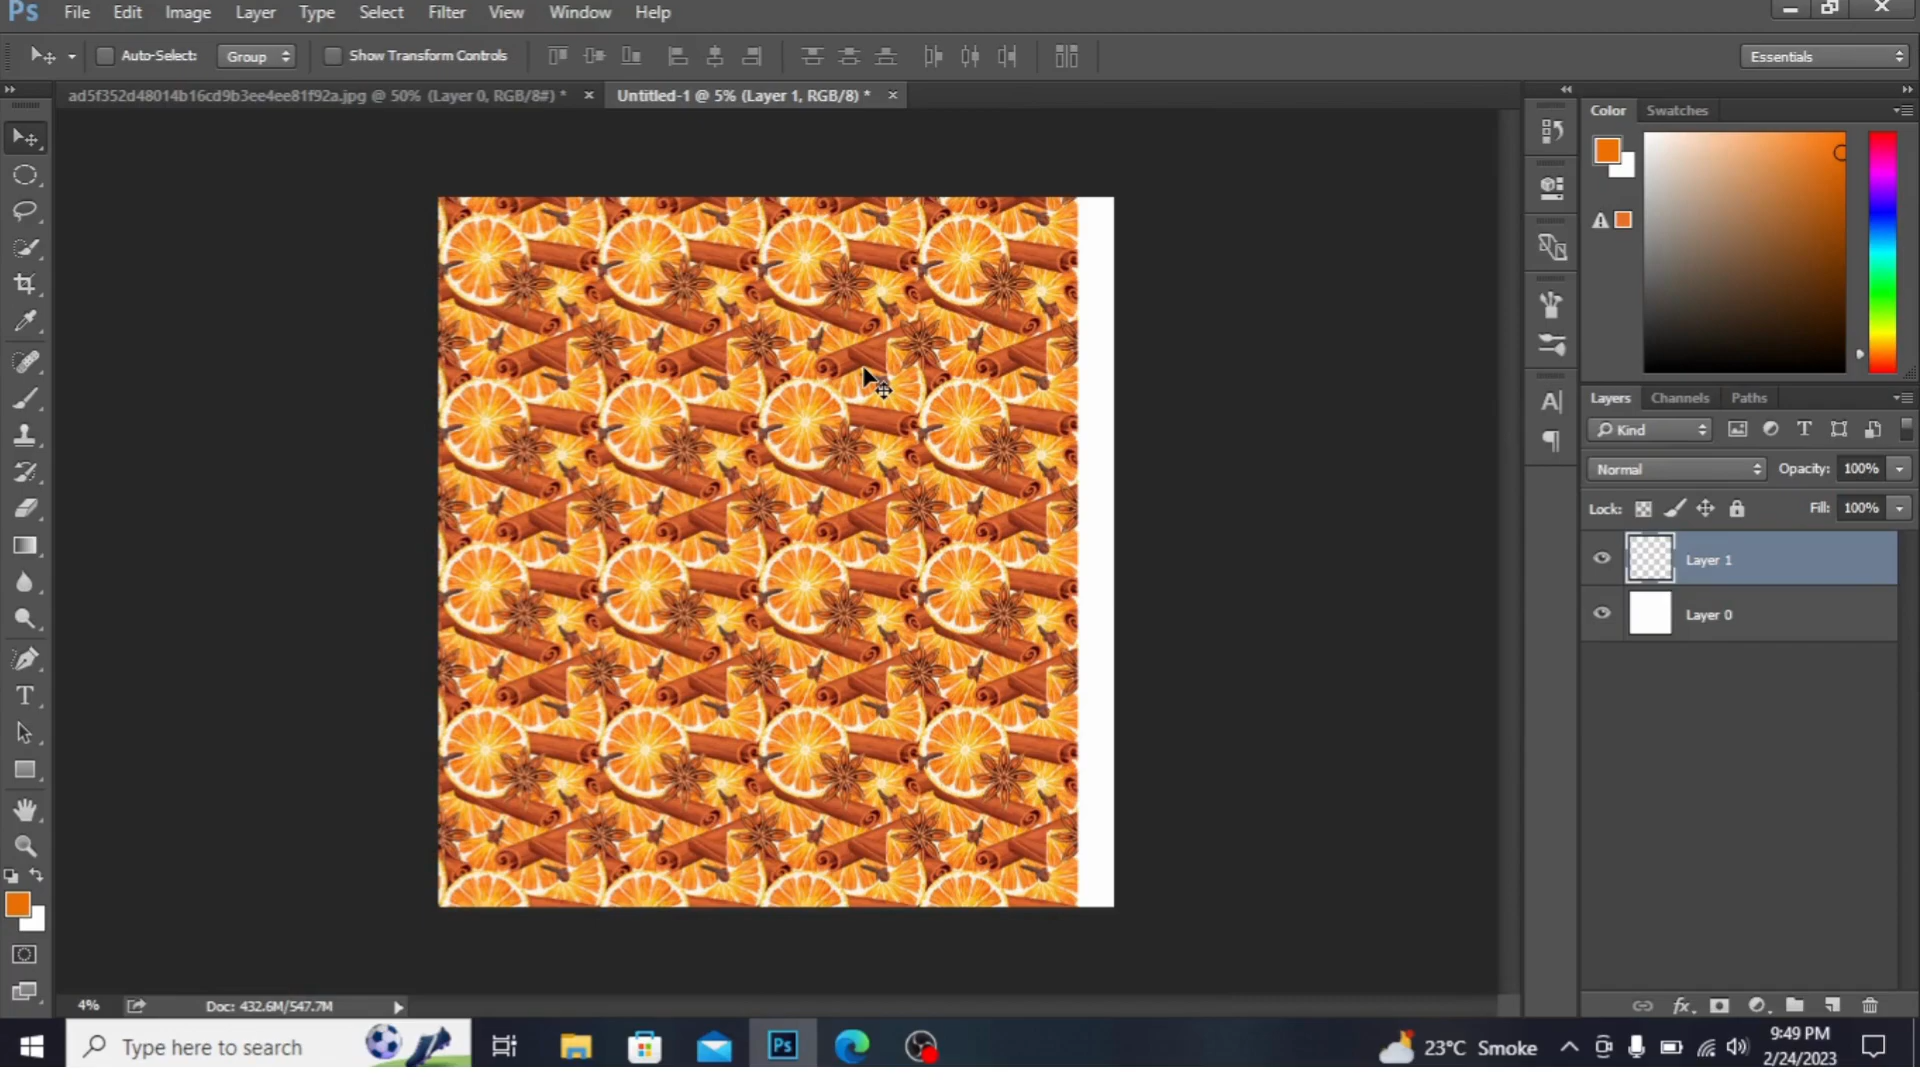 Ps File Edit Image Layer Type Select Filter View Window Help
Auto-Select: Group Show Transform Controls Essentials
ad5f352d48014b16cd9b3ee4ee81f92a.jpg @ 50% (Layer 0, RGB/8#) * × Untitled-1 @ 5% (Layer 1, RGB/8) * ×
Color Swatches
Layers Channels Paths
Kind
Normal Opacity: 100%
Lock: Fill: 100%
Layer 1
Layer 0
4% Doc: 432.6M/547.7M
fx
Type here to search Ps 23°C Smoke 9:49 PM
2/24/2023